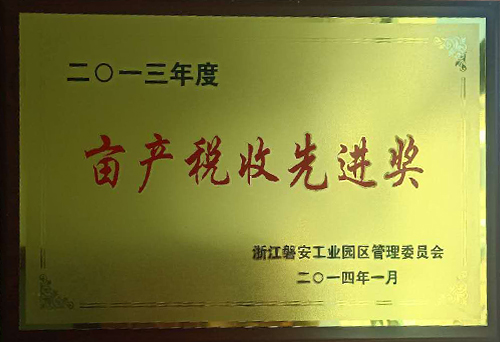 二〇一三年度
亩产税收先进奖
浙江磐安工业园区管理委员会
二〇一四年一月